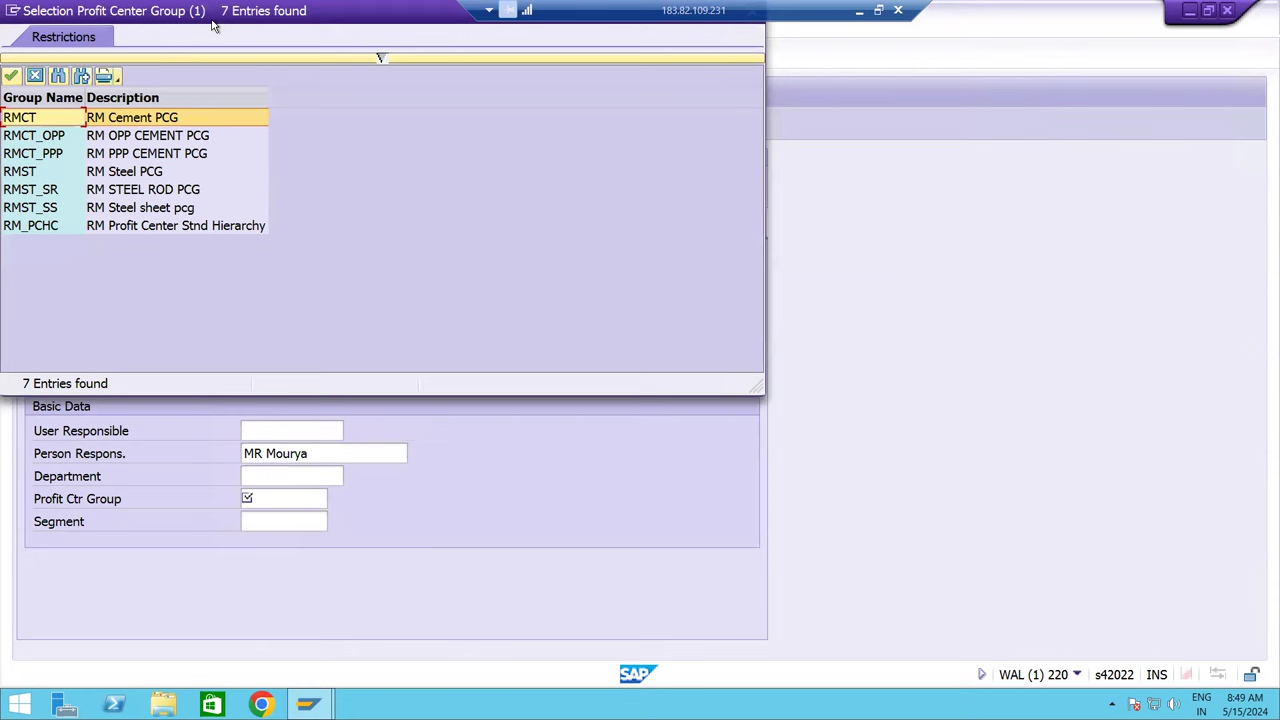 Selection Profit Center Group (1) 7 Entries found
183.82.109.231
Restrictions
Group Name Description
RMCT RM Cement PCG
RMCT_OPP RM OPP CEMENT PCG
RMCT_PPP RM PPP CEMENT PCG
RMST RM Steel PCG
RMST_SR RM STEEL ROD PCG
RMST_SS RM Steel sheet pcg
RM_PCHC RM Profit Center Stnd Hierarchy
7 Entries found
Basic Data
User Responsible
Person Respons. MR Mourya
Department
Profit Ctr Group
Segment
SAP
WAL (1) 220 s42022 INS
ENG 8:49 AM
IN 5/15/2024